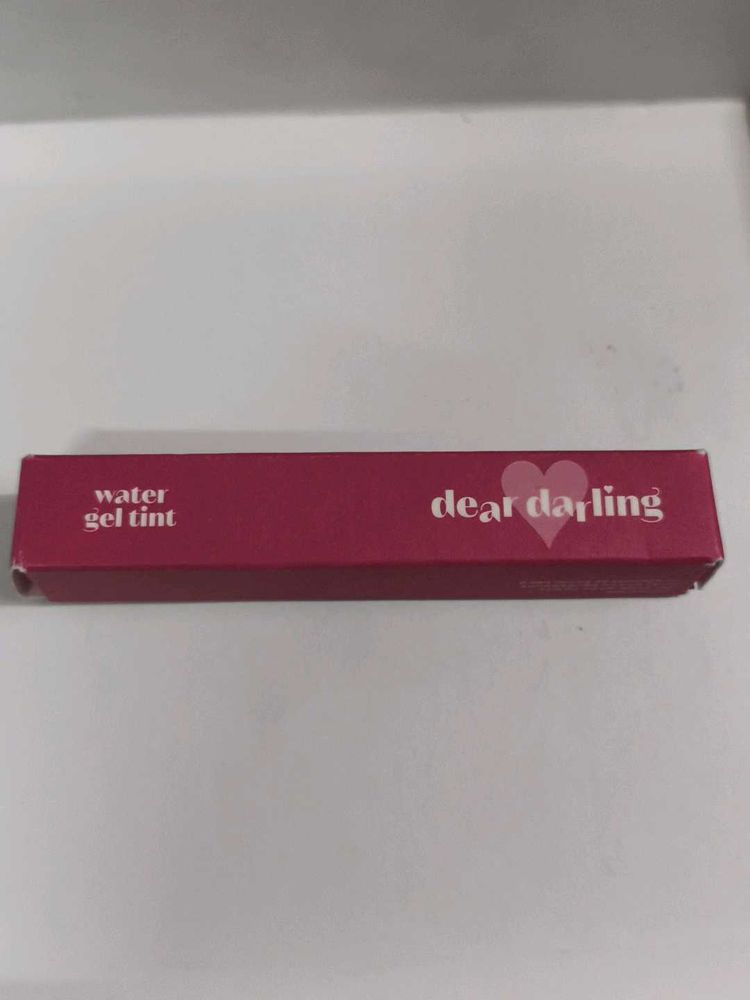 water
gel tint
dear darling